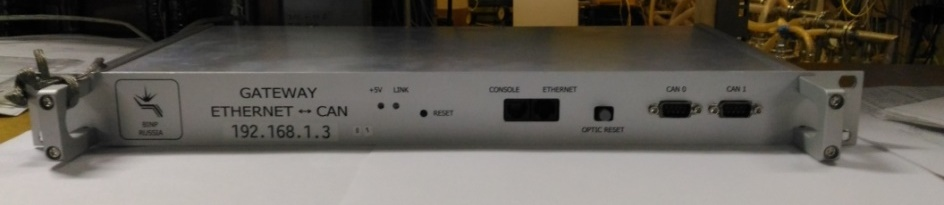 BINP
RUSSIA
GATEWAY
ETHERNET ↔ CAN
192.168.1.3
+5V LINK
RESET
CONSOLE ETHERNET
OPTIC RESET
CAN 0 CAN 1